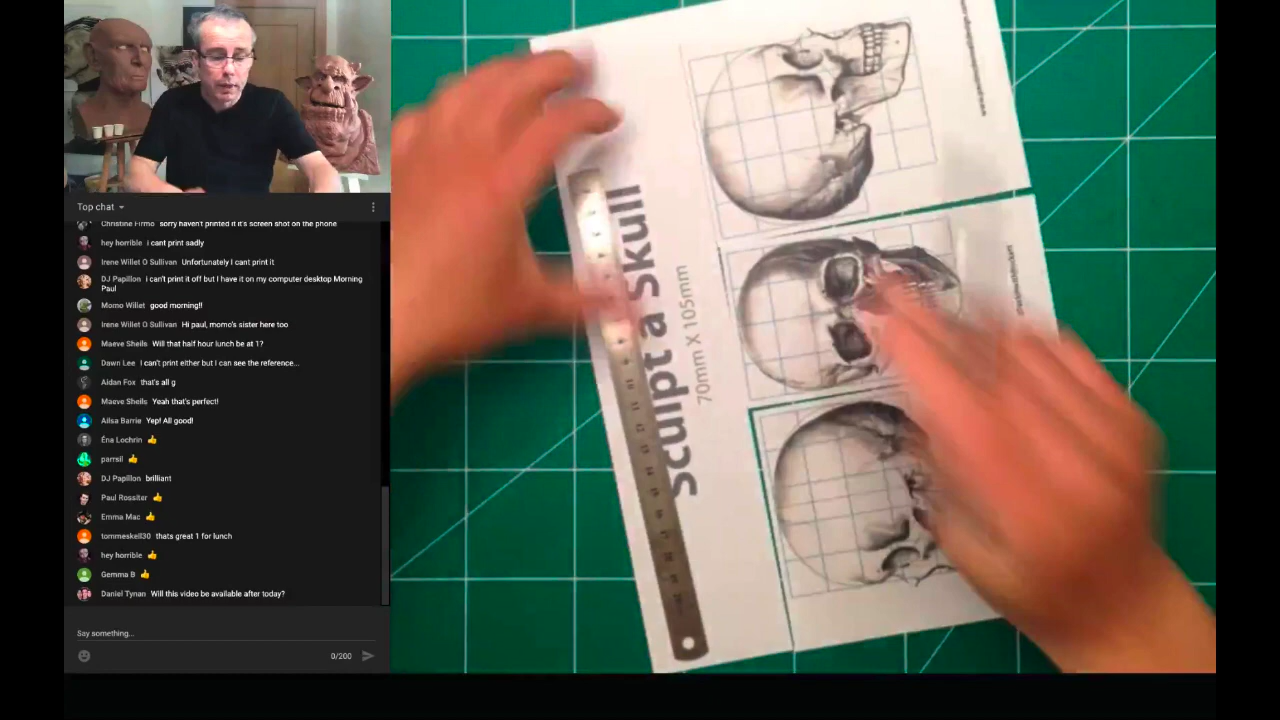 Top chat
Christine Firmo sorry haven't printed it it's screen shot on the phone
hey horrible i cant print sadly
Irene Willet O Sullivan Unfortunately I cant print it
DJ Papillon i can't print it off but I have it on my computer desktop Morning
Paul
Momo Willet good morning!!
Irene Willet O Sullivan Hi paul, momo's sister here too
Maeve Sheils Will that half hour lunch be at 1?
Dawn Lee I can't print either but I can see the reference...
Aidan Fox that's all g
Maeve Sheils Yeah that's perfect!
Ailsa Barrie Yep! All good!
Éna Lochrin 👍
parrsil 👍
DJ Papillon brilliant
Paul Rossiter 👍
Emma Mac 👍
tommeskell30 thats great 1 for lunch
hey horrible 👍
Gemma B 👍
Daniel Tynan Will this video be available after today?
Say something...
0/200
Sculpt a Skull
70mm X 105mm